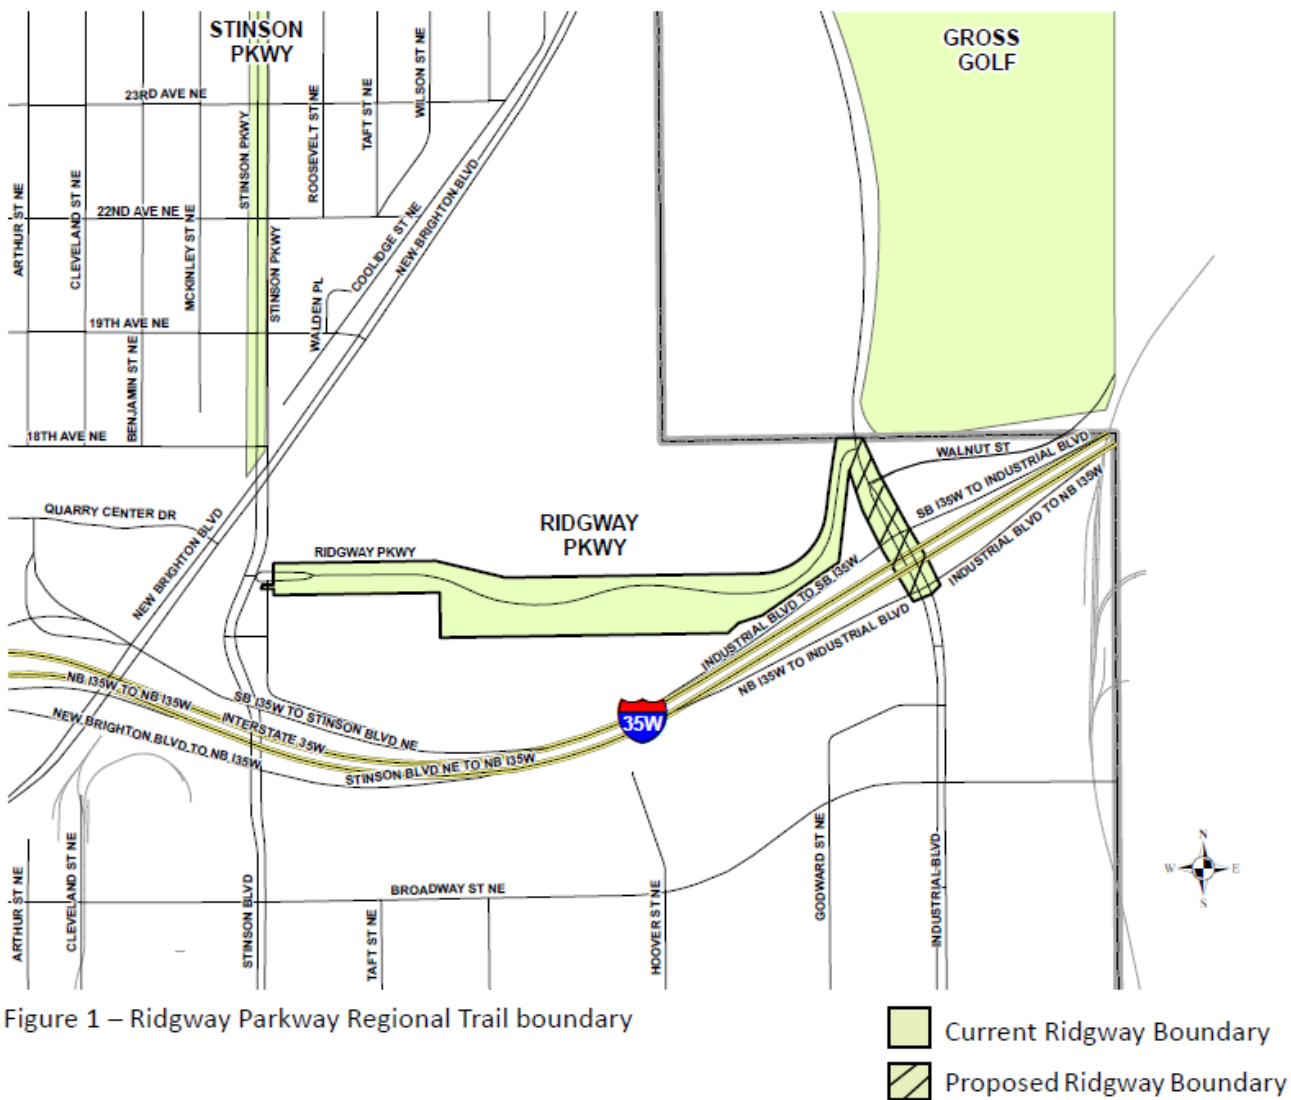 STINSON
PKWY
GROSS
GOLF
23RD AVE NE
STINSON PKWY
ROOSEVELT ST NE
TAFT ST NE
WILSON ST NE
ARTHUR ST NE
CLEVELAND ST NE
22ND AVE NE
MCKINLEY ST NE
STINSON PKWY
COOLIDGE ST NE
NEW BRIGHTON BLVD
WALDEN PL
19TH AVE NE
BENJAMIN ST NE
18TH AVE NE
WALNUT ST
SB I35W TO INDUSTRIAL BLVD
INDUSTRIAL BLVD TO NB I35W
QUARRY CENTER DR
NEW BRIGHTON BLVD
RIDGWAY
PKWY
RIDGWAY PKWY
INDUSTRIAL BLVD TO SB I35W
NB I35W TO INDUSTRIAL BLVD
NB I35W TO NB I35W
SB I35W TO STINSON BLVD NE
INTERSTATE 35W
NEW BRIGHTON BLVD TO NB I35W
STINSON BLVD NE TO NB I35W
35W
ARTHUR ST NE
CLEVELAND ST NE
STINSON BLVD
TAFT ST NE
BROADWAY ST NE
HOOVER ST NE
GODWARD ST NE
INDUSTRIAL BLVD
N
W E
S
Figure 1 – Ridgway Parkway Regional Trail boundary
Current Ridgway Boundary
Proposed Ridgway Boundary